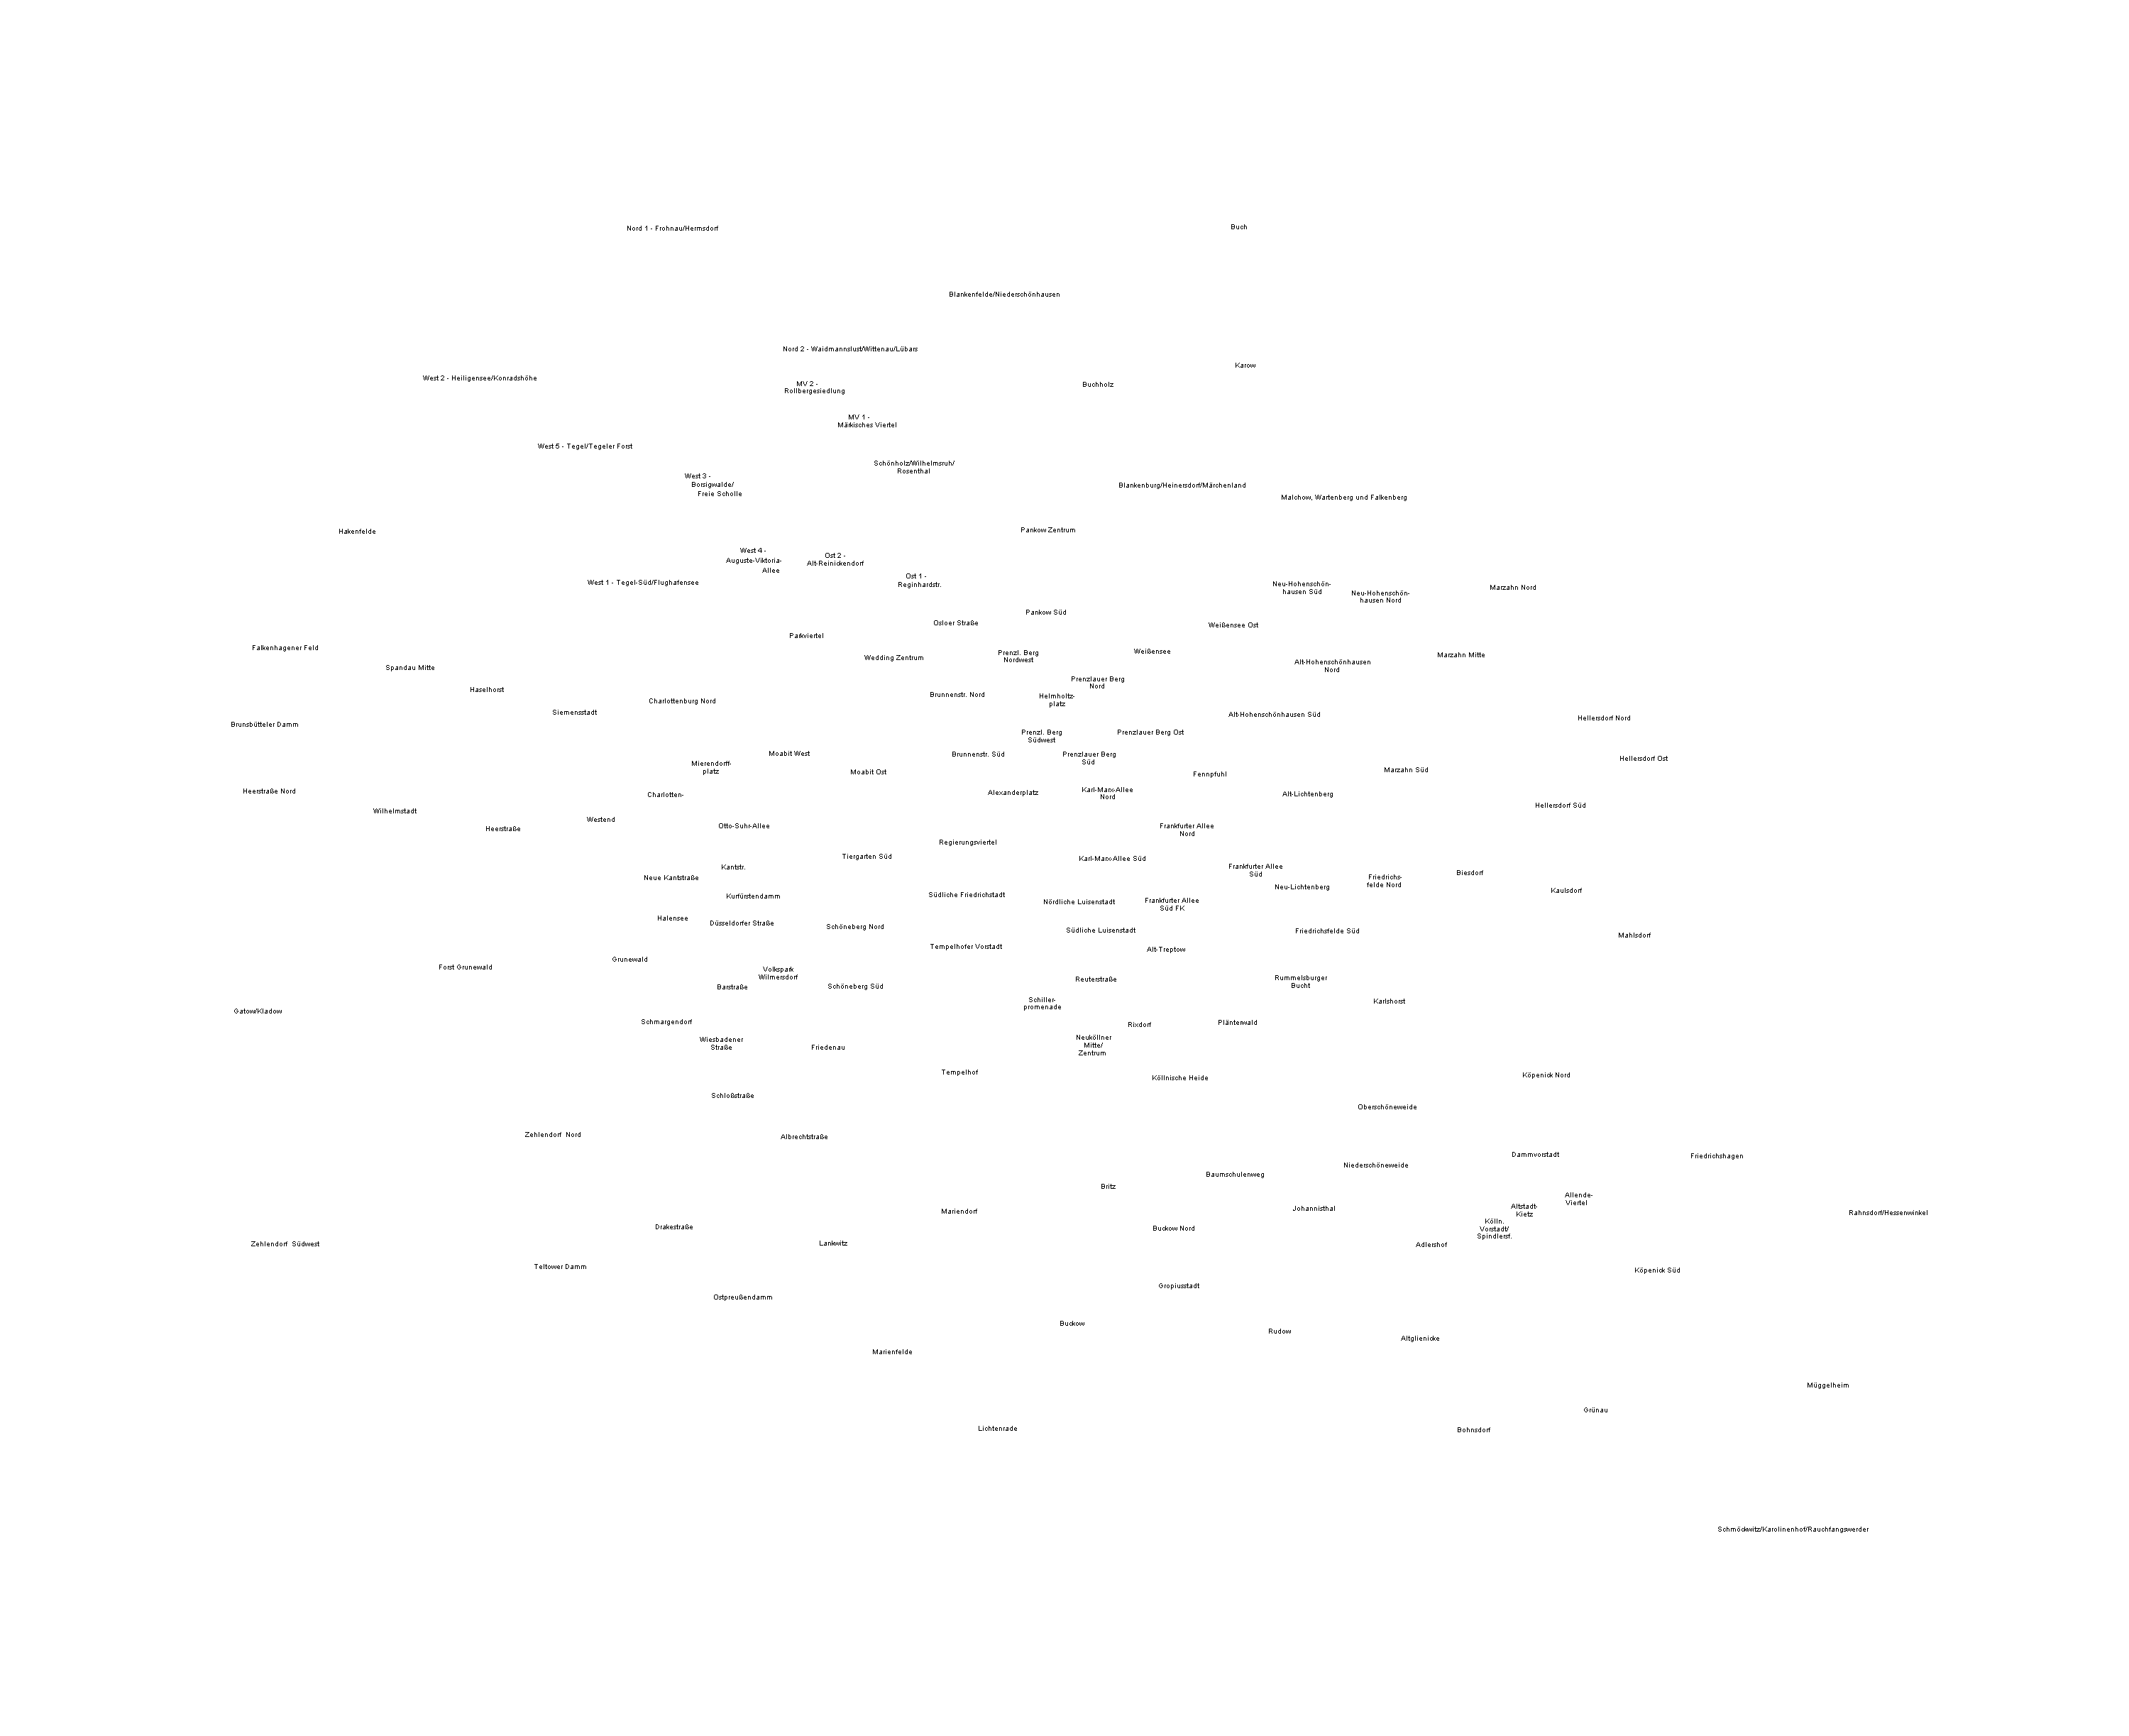 Nord 1 - Frohnau/Hermsdorf
Buch
Blankenfelde/Niederschönhausen
Nord 2 - Waidmannslust/Wittenau/Lübars
Karow
West 2 - Heiligensee/Konradshöhe
MV 2 -
Rollbergesiedlung
Buchholz
MV 1 -
Märkisches Viertel
West 5 - Tegel/Tegeler Forst
Schönholz/Wilhelmsruh/
Rosenthal
West 3 -
Borsigwalde/
Freie Scholle
Blankenburg/Heinersdorf/Märchenland
Malchow, Wartenberg und Falkenberg
Hakenfelde
Pankow Zentrum
West 4 -
Auguste-Viktoria-
Allee
Ost 2 -
Alt-Reinickendorf
West 1 - Tegel-Süd/Flughafensee
Ost 1 -
Reginhardstr.
Neu-Hohenschön-
hausen Süd
Neu-Hohenschön-
hausen Nord
Marzahn Nord
Pankow Süd
Osloer Straße
Weißensee Ost
Parkviertel
Falkenhagener Feld
Spandau Mitte
Wedding Zentrum
Prenzl. Berg
Nordwest
Weißensee
Alt-Hohenschönhausen
Nord
Marzahn Mitte
Haselhorst
Prenzlauer Berg
Nord
Brunnenstr. Nord
Helmholtz-
platz
Charlottenburg Nord
Siemensstadt
Alt-Hohenschönhausen Süd
Hellersdorf Nord
Brunsbütteler Damm
Prenzl. Berg
Südwest
Prenzlauer Berg Ost
Moabit West
Brunnenstr. Süd
Prenzlauer Berg
Süd
Hellersdorf Ost
Mierendorff-
platz
Moabit Ost
Fennpfuhl
Marzahn Süd
Heerstraße Nord
Charlotten-
Alexanderplatz
Karl-Marx-Allee
Nord
Alt-Lichtenberg
Hellersdorf Süd
Wilhelmstadt
Westend
Heerstraße
Otto-Suhr-Allee
Frankfurter Allee
Nord
Regierungsviertel
Tiergarten Süd
Karl-Marx-Allee Süd
Kantstr.
Frankfurter Allee
Süd
Neue Kantstraße
Neu-Lichtenberg
Friedrichs-
felde Nord
Biesdorf
Kaulsdorf
Kurfürstendamm
Südliche Friedrichstadt
Nördliche Luisenstadt
Frankfurter Allee
Süd FK
Halensee
Düsseldorfer Straße
Schöneberg Nord
Südliche Luisenstadt
Friedrichsfelde Süd
Mahlsdorf
Tempelhofer Vorstadt
Alt-Treptow
Grunewald
Forst Grunewald
Volkspark
Wilmersdorf
Barstraße
Schöneberg Süd
Reuterstraße
Rummelsburger
Bucht
Schiller-
promenade
Karlshorst
Gatow/Kladow
Schmargendorf
Rixdorf
Plänterwald
Wiesbadener
Straße
Friedenau
Neuköllner
Mitte/
Zentrum
Tempelhof
Köllnische Heide
Köpenick Nord
Schloßstraße
Oberschöneweide
Zehlendorf  Nord
Albrechtstraße
Dammvorstadt
Friedrichshagen
Niederschöneweide
Baumschulenweg
Britz
Allende-
Viertel
Mariendorf
Johannisthal
Altstadt-
Kietz
Rahnsdorf/Hessenwinkel
Drakestraße
Buckow Nord
Kölln.
Vorstadt/
Spindlersf.
Zehlendorf  Südwest
Lankwitz
Adlershof
Teltower Damm
Köpenick Süd
Gropiusstadt
Ostpreußendamm
Buckow
Rudow
Altglienicke
Marienfelde
Müggelheim
Grünau
Lichtenrade
Bohnsdorf
Schmöckwitz/Karolinenhof/Rauchfangswerder